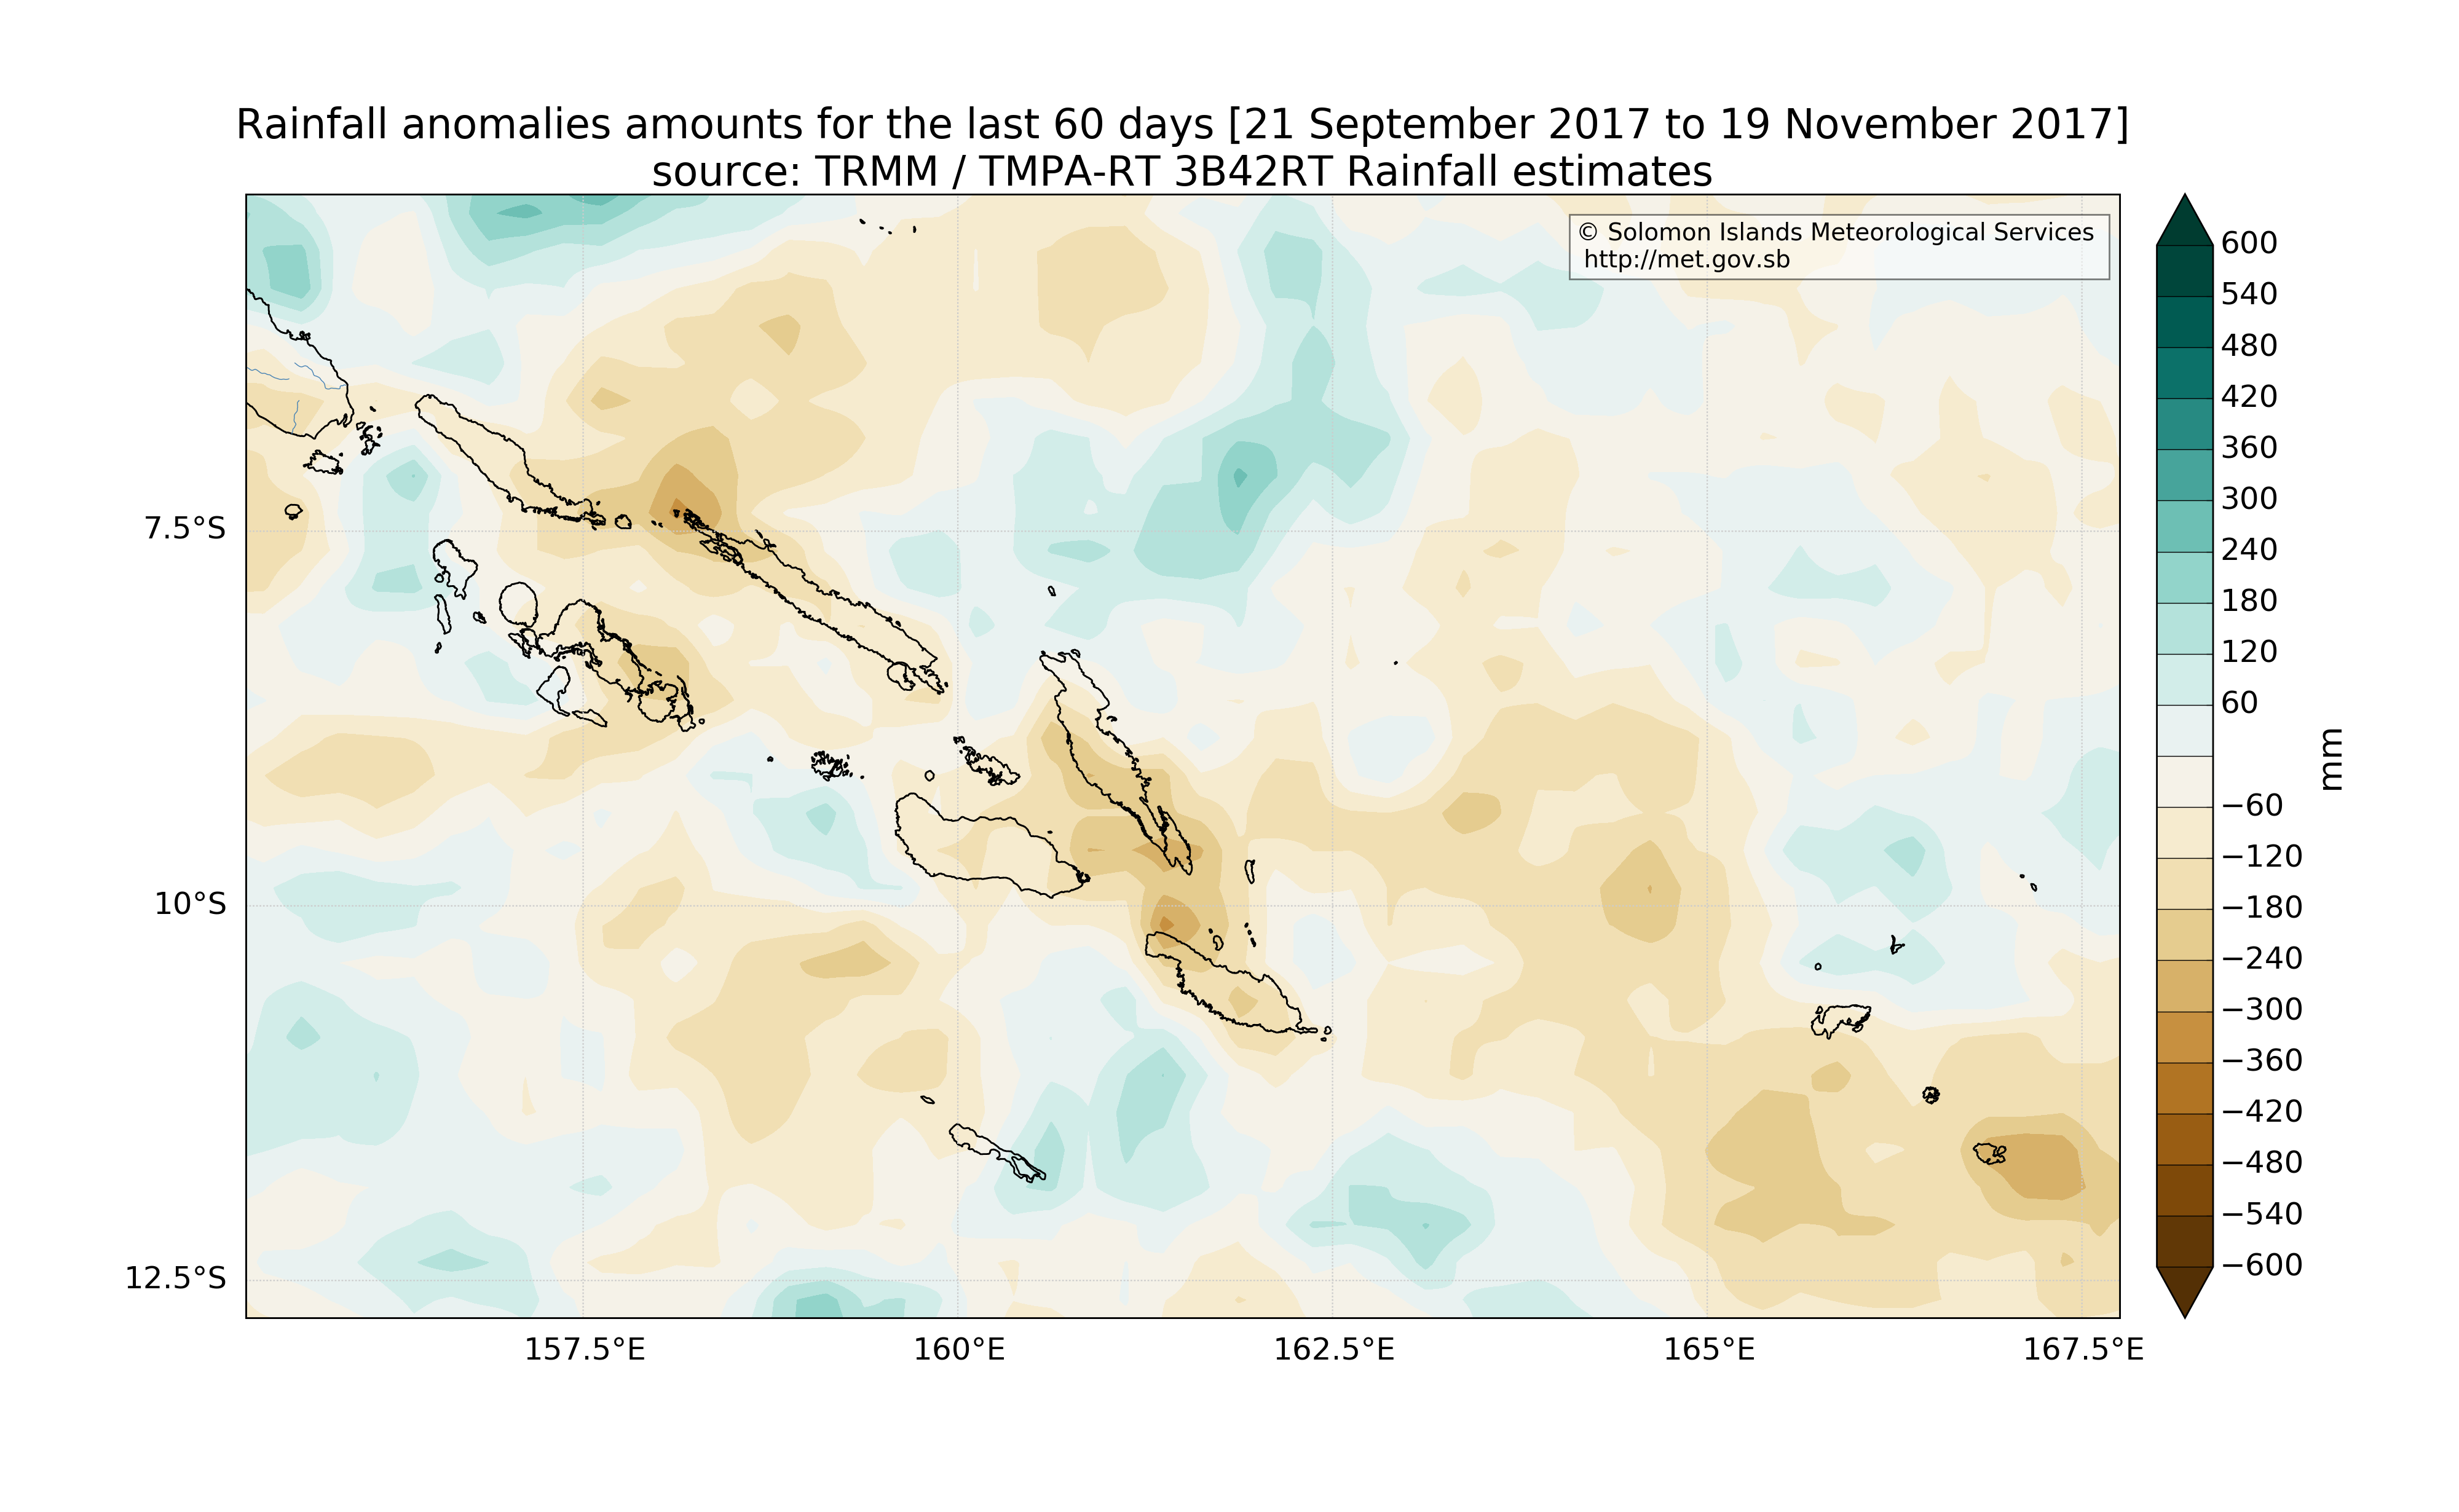 Rainfall anomalies amounts for the last 60 days [21 September 2017 to 19 November 2017]
source: TRMM / TMPA-RT 3B42RT Rainfall estimates
© Solomon Islands Meteorological Services
http://met.gov.sb
7.5°S
10°S
12.5°S
157.5°E
160°E
162.5°E
165°E
167.5°E
600
540
480
420
360
300
240
180
120
60
−60
−120
−180
−240
−300
−360
−420
−480
−540
−600
mm